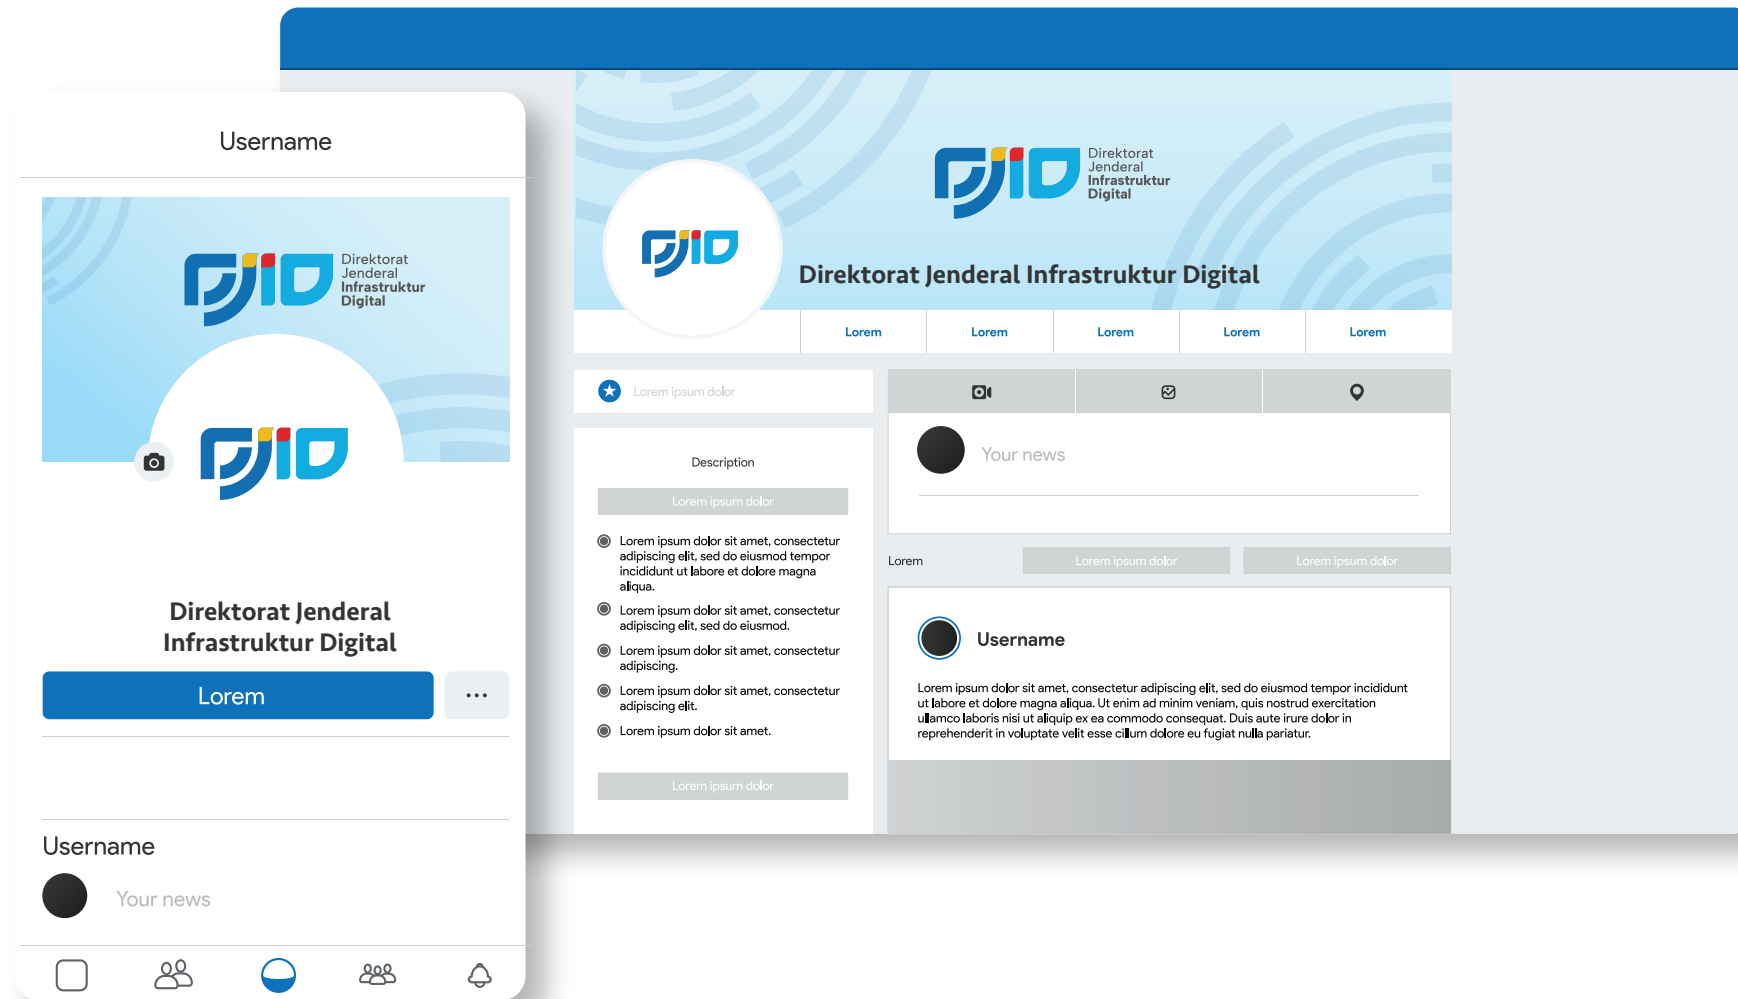 Username
DJID
Direktorat
Jenderal
Infrastruktur
Digital
DJID
Direktorat Jenderal
Infrastruktur Digital
Lorem
Username
Your news
DJID
Direktorat
Jenderal
Infrastruktur
Digital
DJID
Direktorat Jenderal Infrastruktur Digital
Lorem
Lorem
Lorem
Lorem
Lorem
Lorem ipsum dolor
Description
Lorem ipsum dolor
Lorem ipsum dolor sit amet, consectetur
adipiscing elit, sed do eiusmod tempor
incididunt ut labore et dolore magna
aliqua.
Lorem ipsum dolor sit amet, consectetur
adipiscing elit, sed do eiusmod.
Lorem ipsum dolor sit amet, consectetur
adipiscing.
Lorem ipsum dolor sit amet, consectetur
adipiscing elit.
Lorem ipsum dolor sit amet.
Lorem ipsum dolor
Your news
Lorem
Lorem ipsum dolor
Lorem ipsum dolor
Username
Lorem ipsum dolor sit amet, consectetur adipiscing elit, sed do eiusmod tempor incididunt
ut labore et dolore magna aliqua. Ut enim ad minim veniam, quis nostrud exercitation
ullamco laboris nisi ut aliquip ex ea commodo consequat. Duis aute irure dolor in
reprehenderit in voluptate velit esse cillum dolore eu fugiat nulla pariatur.